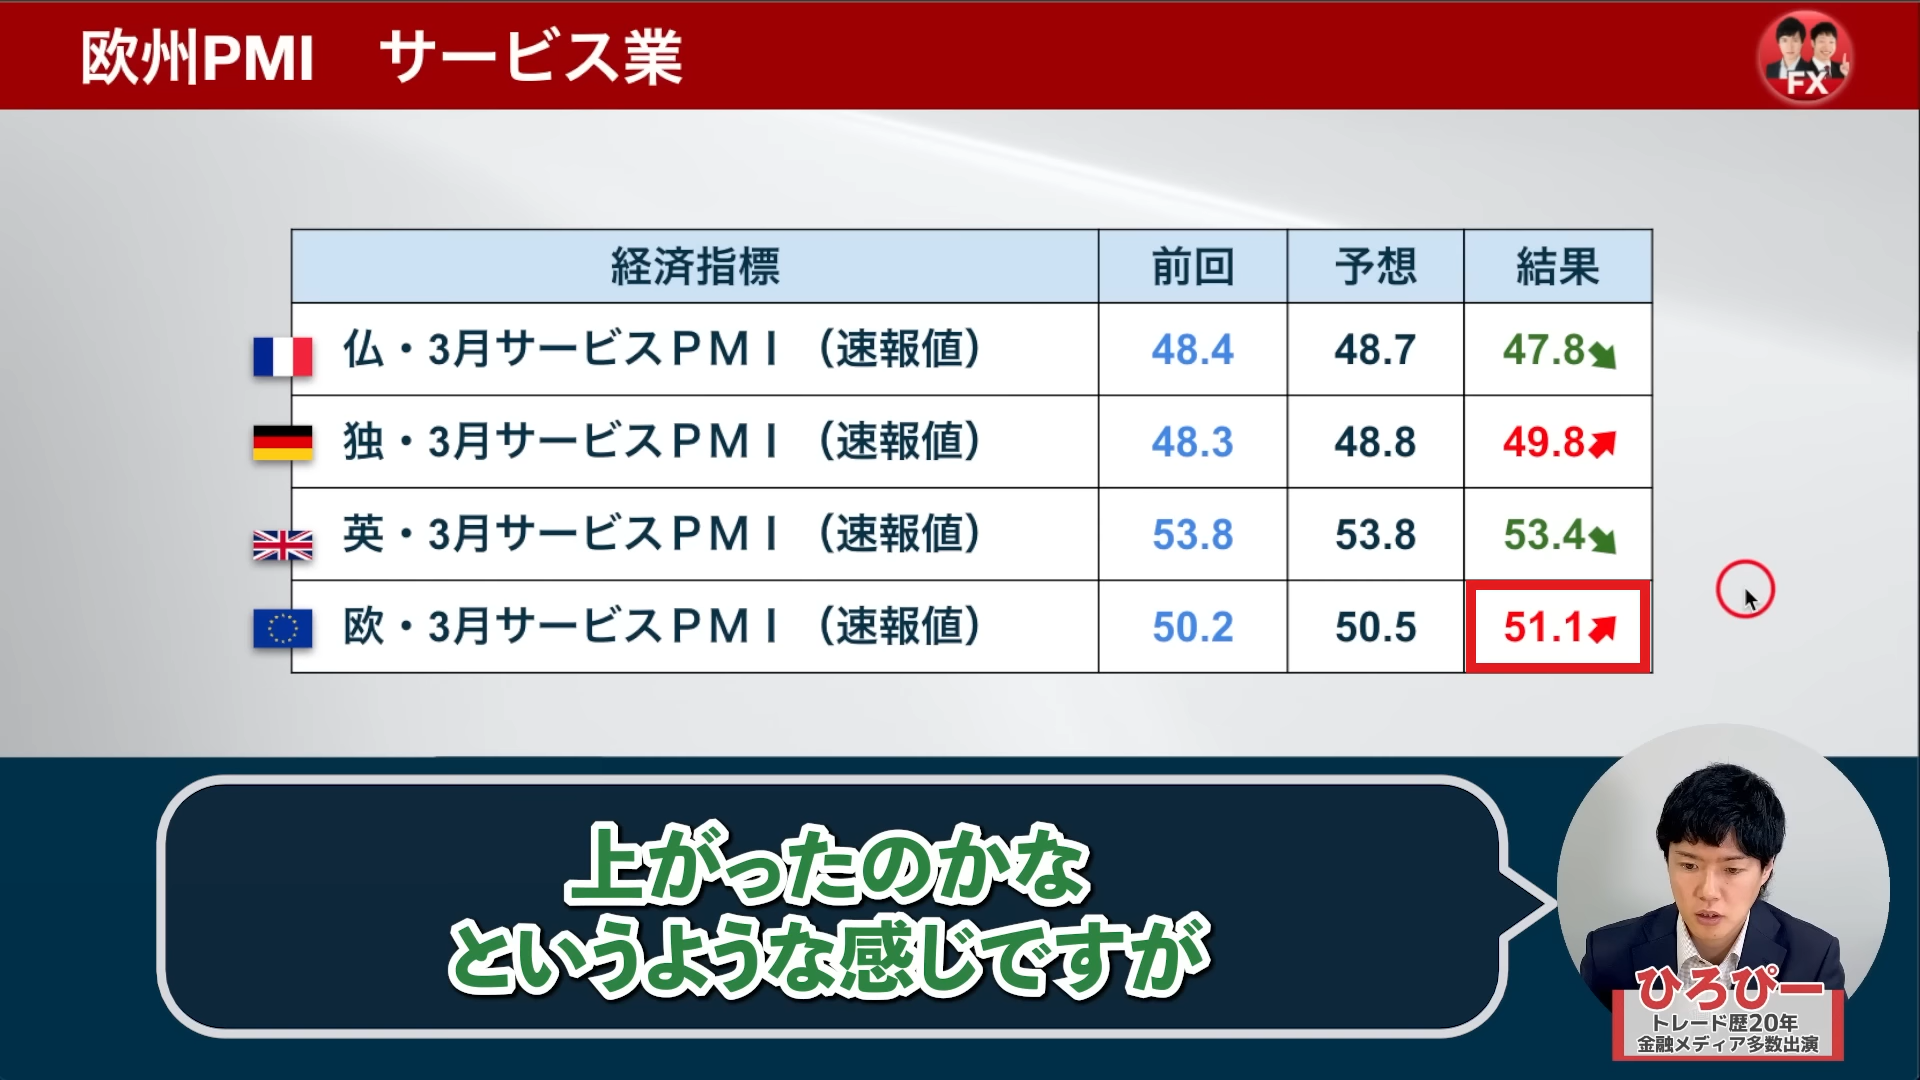 欧州PMI　サービス業
FX
経済指標 前回 予想 結果
仏・3月サービスＰＭＩ（速報値） 48.4 48.7 47.8
独・3月サービスＰＭＩ（速報値） 48.3 48.8 49.8
英・3月サービスＰＭＩ（速報値） 53.8 53.8 53.4
欧・3月サービスＰＭＩ（速報値） 50.2 50.5 51.1
上がったのかな
というような感じですが
ひろぴー
トレード歴20年
金融メディア多数出演